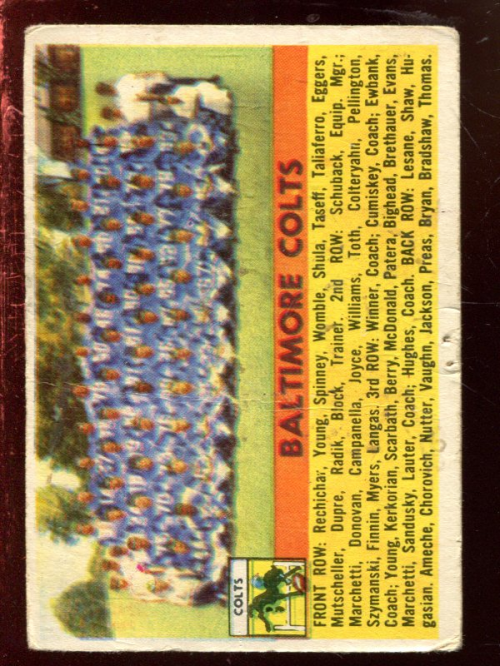 COLTS
BALTIMORE COLTS
FRONT ROW: Rechichar, Young, Spinney, Womble, Shula, Taseff, Taliaferro, Eggers,
Mutscheller, Dupre, Radik, Block, Trainer. 2nd ROW: Schuback, Equip. Mgr.;
Marchetti, Donovan, Campanella, Joyce, Williams, Toth, Colteryahn, Pellington,
Szymanski, Finnin, Myers, Langas. 3rd ROW: Winner, Coach; Cumiskey, Coach; Ewbank,
Coach; Young, Kerkorian, Scarbath, Berry, McDonald, Patera, Bighead, Brethauer, Evans,
Marchetti, Sandusky, Lauter, Coach; Hughes, Coach. BACK ROW: Lesane, Shaw, Hu-
gasian, Ameche, Chorovich, Nutter, Vaughn, Jackson, Preas, Bryan, Bradshaw, Thomas.